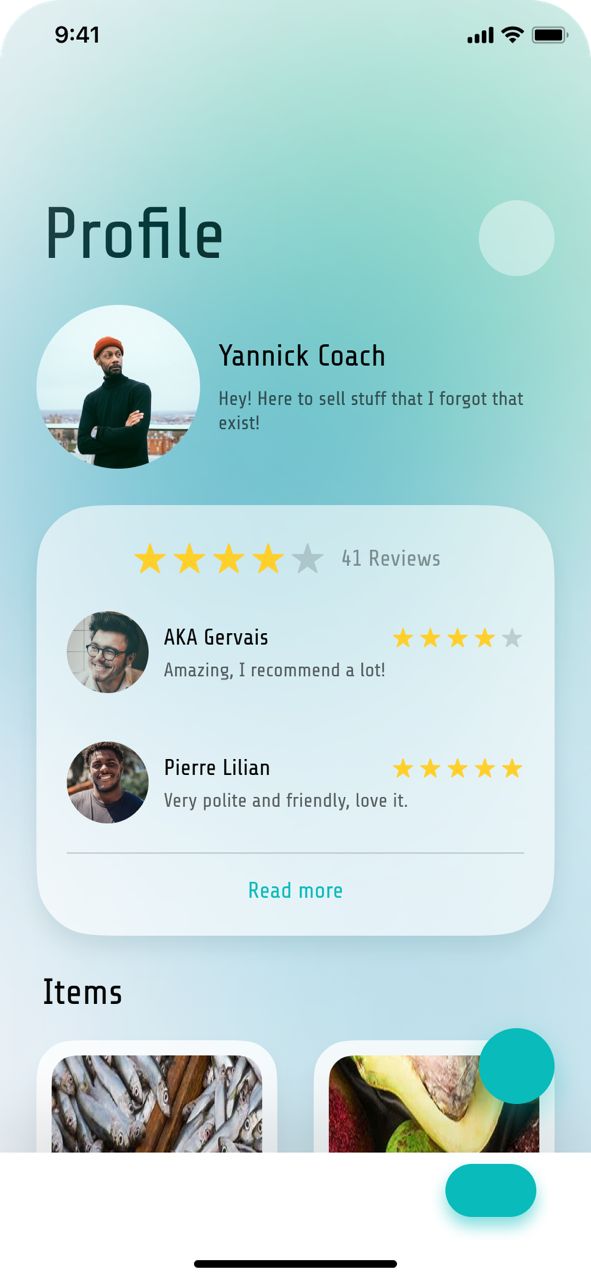 9:41
Profile
Yannick Coach
Hey! Here to sell stuff that I forgot that
exist!
41 Reviews
AKA Gervais
Amazing, I recommend a lot!
Pierre Lilian
Very polite and friendly, love it.
Read more
Items